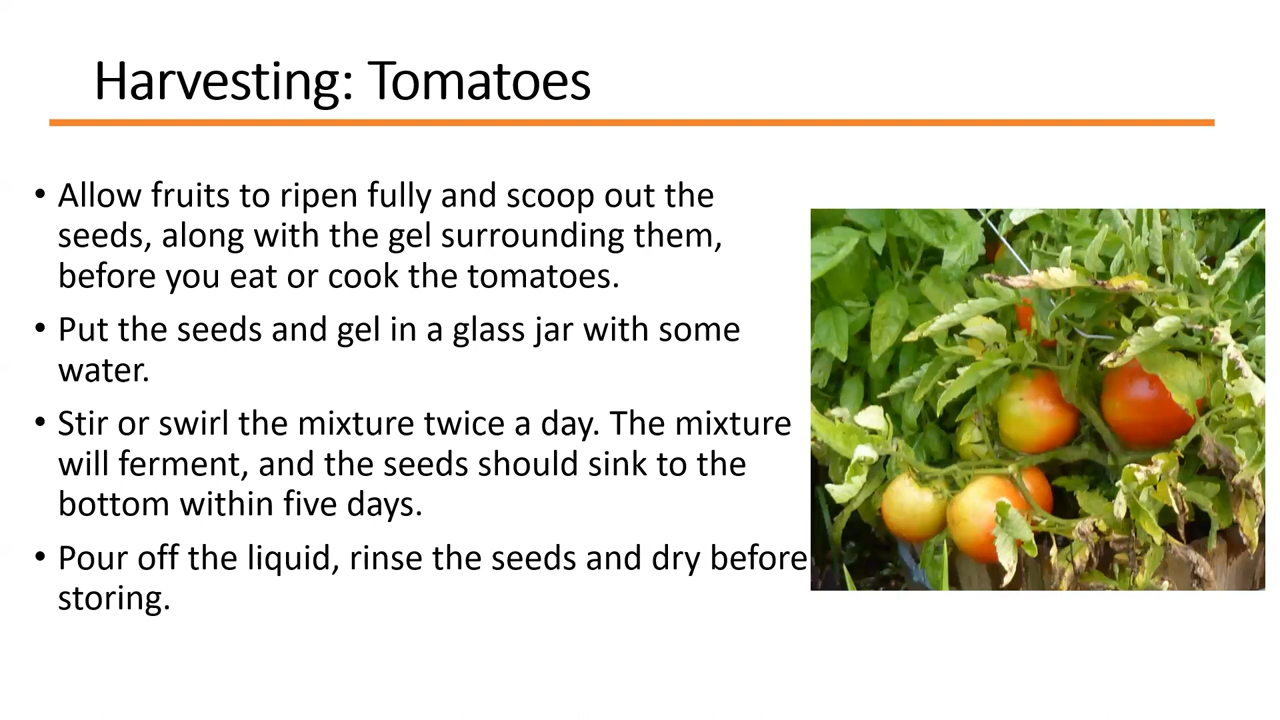 Harvesting: Tomatoes
• Allow fruits to ripen fully and scoop out the
seeds, along with the gel surrounding them,
before you eat or cook the tomatoes.
• Put the seeds and gel in a glass jar with some
water.
• Stir or swirl the mixture twice a day. The mixture
will ferment, and the seeds should sink to the
bottom within five days.
• Pour off the liquid, rinse the seeds and dry before
storing.